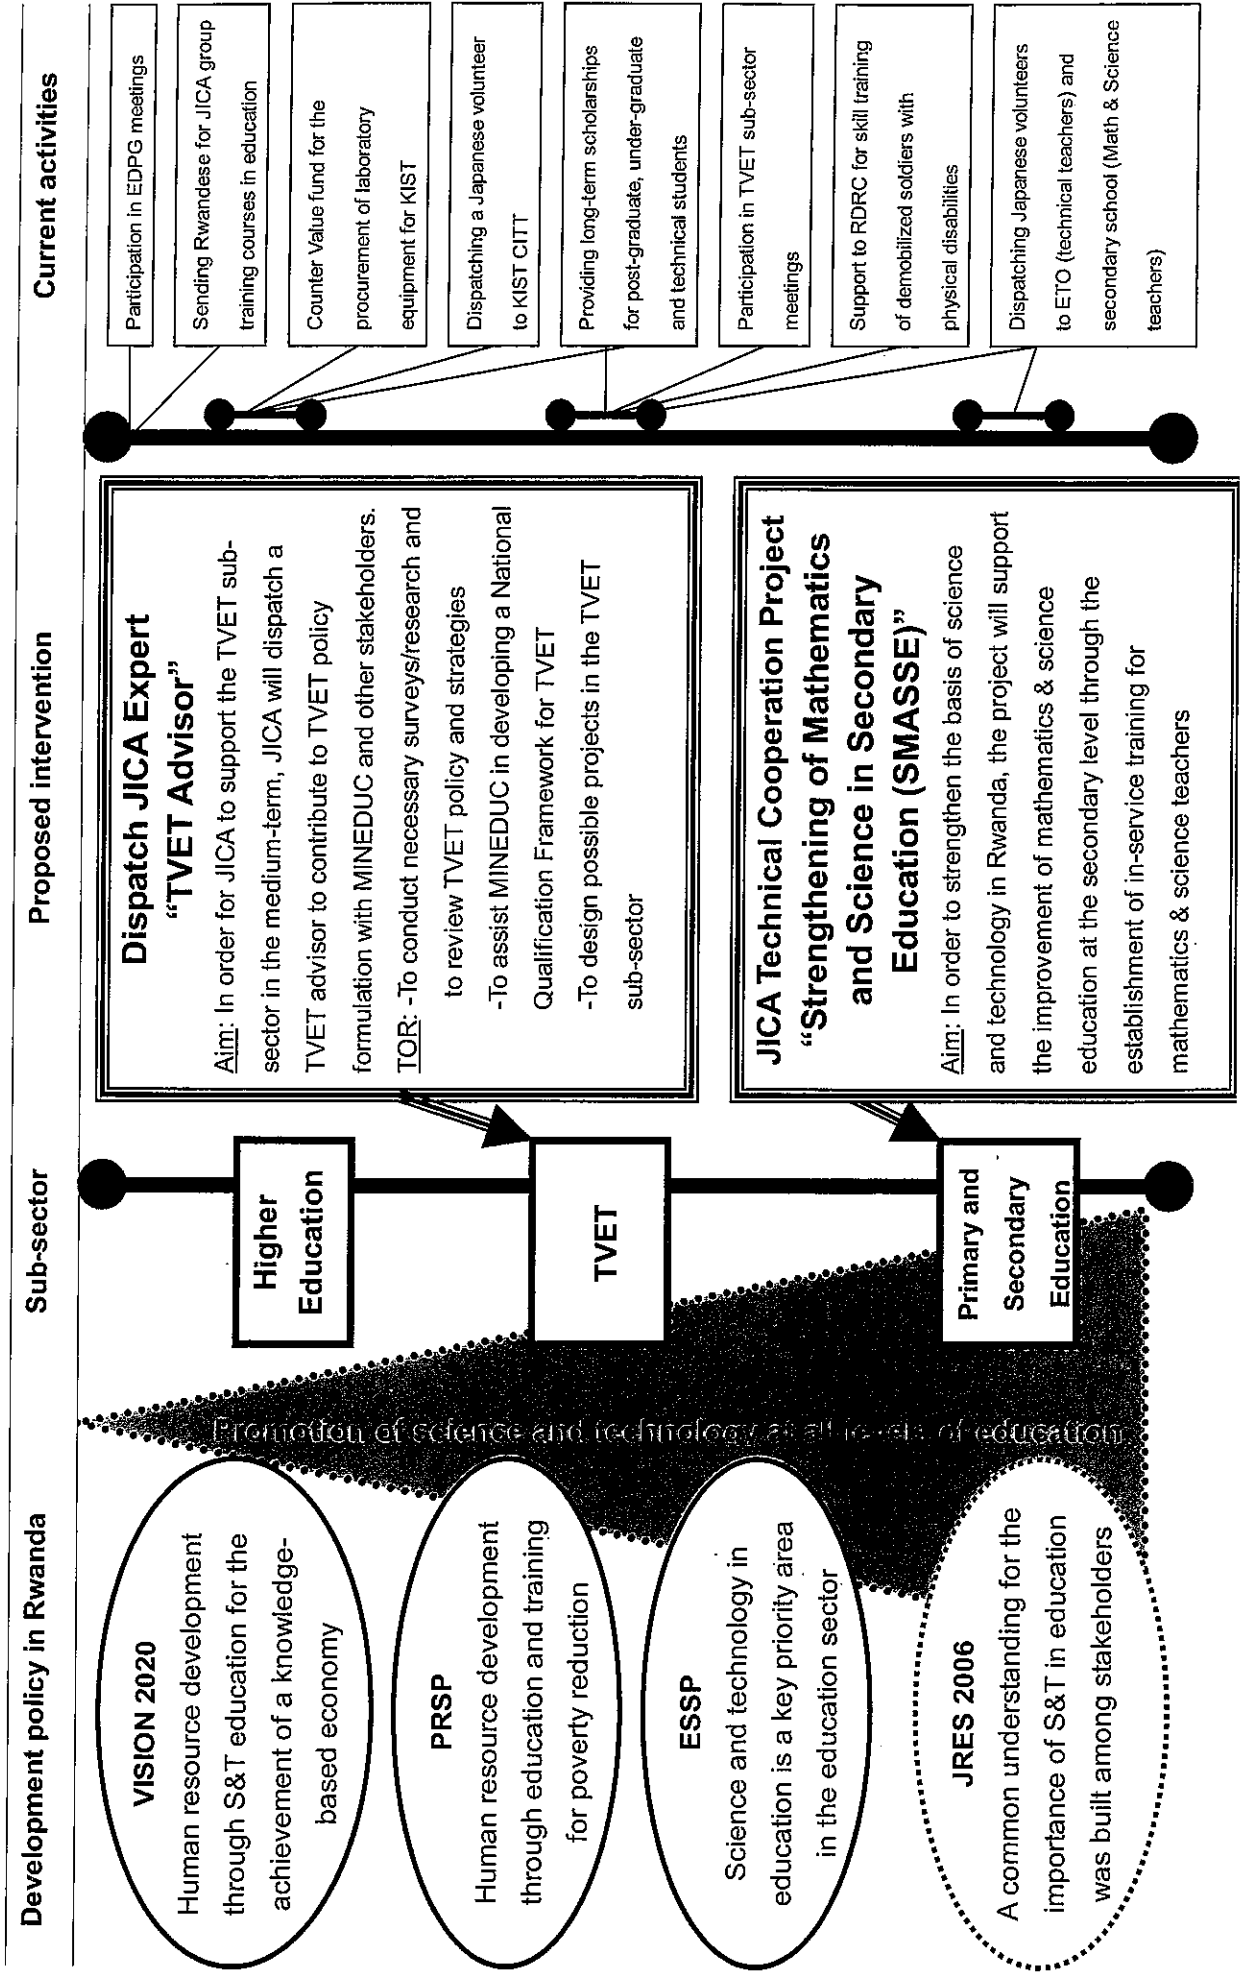 Development policy in Rwanda
Sub-sector
Proposed intervention
Current activities
VISION 2020
Human resource development
through S&T education for the
achievement of a knowledge-
based economy
PRSP
Human resource development
through education and training
for poverty reduction
ESSP
Science and technology in
education is a key priority area
in the education sector
JRES 2006
A common understanding for the
importance of S&T in education
was built among stakeholders
Promotion of science and technology at all levels of education
Higher
Education
TVET
Primary and
Secondary
Education
Dispatch JICA Expert
“TVET Advisor”
Aim: In order for JICA to support the TVET sub-
sector in the medium-term, JICA will dispatch a
TVET advisor to contribute to TVET policy
formulation with MINEDUC and other stakeholders.
TOR: -To conduct necessary surveys/research and
to review TVET policy and strategies
-To assist MINEDUC in developing a National
Qualification Framework for TVET
-To design possible projects in the TVET
sub-sector
JICA Technical Cooperation Project
“Strengthening of Mathematics
and Science in Secondary
Education (SMASSE)”
Aim: In order to strengthen the basis of science
and technology in Rwanda, the project will support
the improvement of mathematics & science
education at the secondary level through the
establishment of in-service training for
mathematics & science teachers
Participation in EDPG meetings
Sending Rwandese for JICA group
training courses in education
Counter Value fund for the
procurement of laboratory
equipment for KIST
Dispatching a Japanese volunteer
to KIST CITT
Providing long-term scholarships
for post-graduate, under-graduate
and technical students
Participation in TVET sub-sector
meetings
Support to RDRC for skill training
of demobilized soldiers with
physical disabilities
Dispatching Japanese volunteers
to ETO (technical teachers) and
secondary school (Math & Science
teachers)